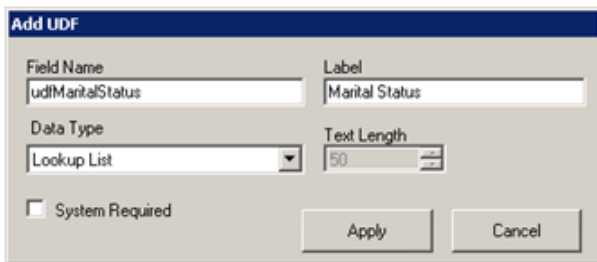 Add UDF
Field Name
Label
udfMaritalStatus
Marital Status
Data Type
Text Length
Lookup List
50
System Required
Apply
Cancel